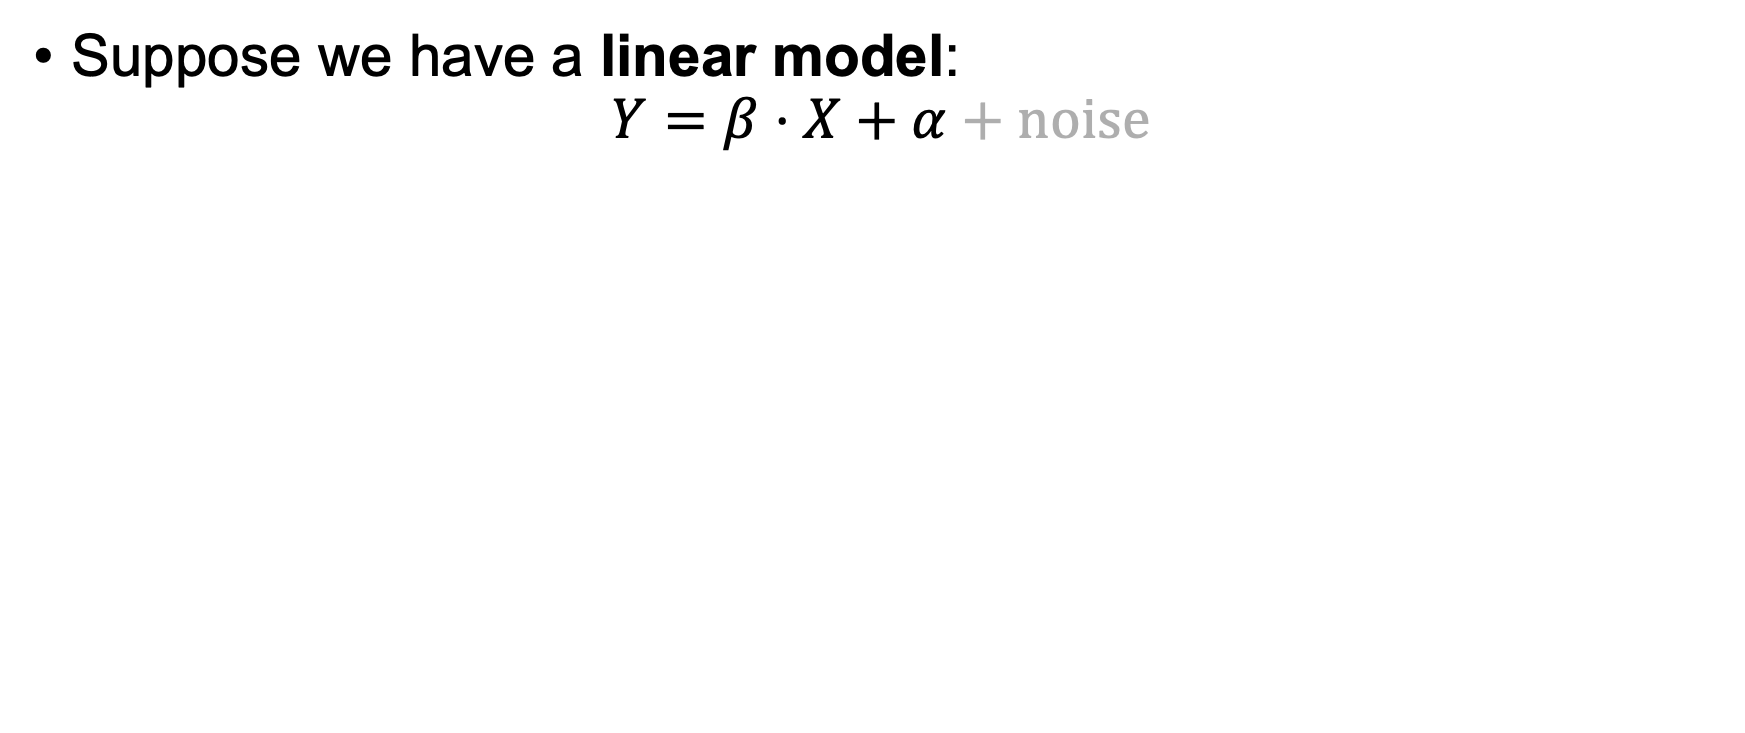 • Suppose we have a linear model:
𝑌 = 𝛽 · 𝑋 + 𝛼 + noise